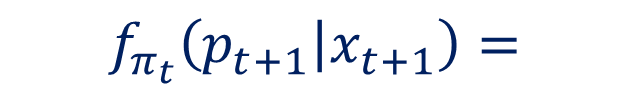 f_{π_t}(p_{t+1}|x_{t+1}) =